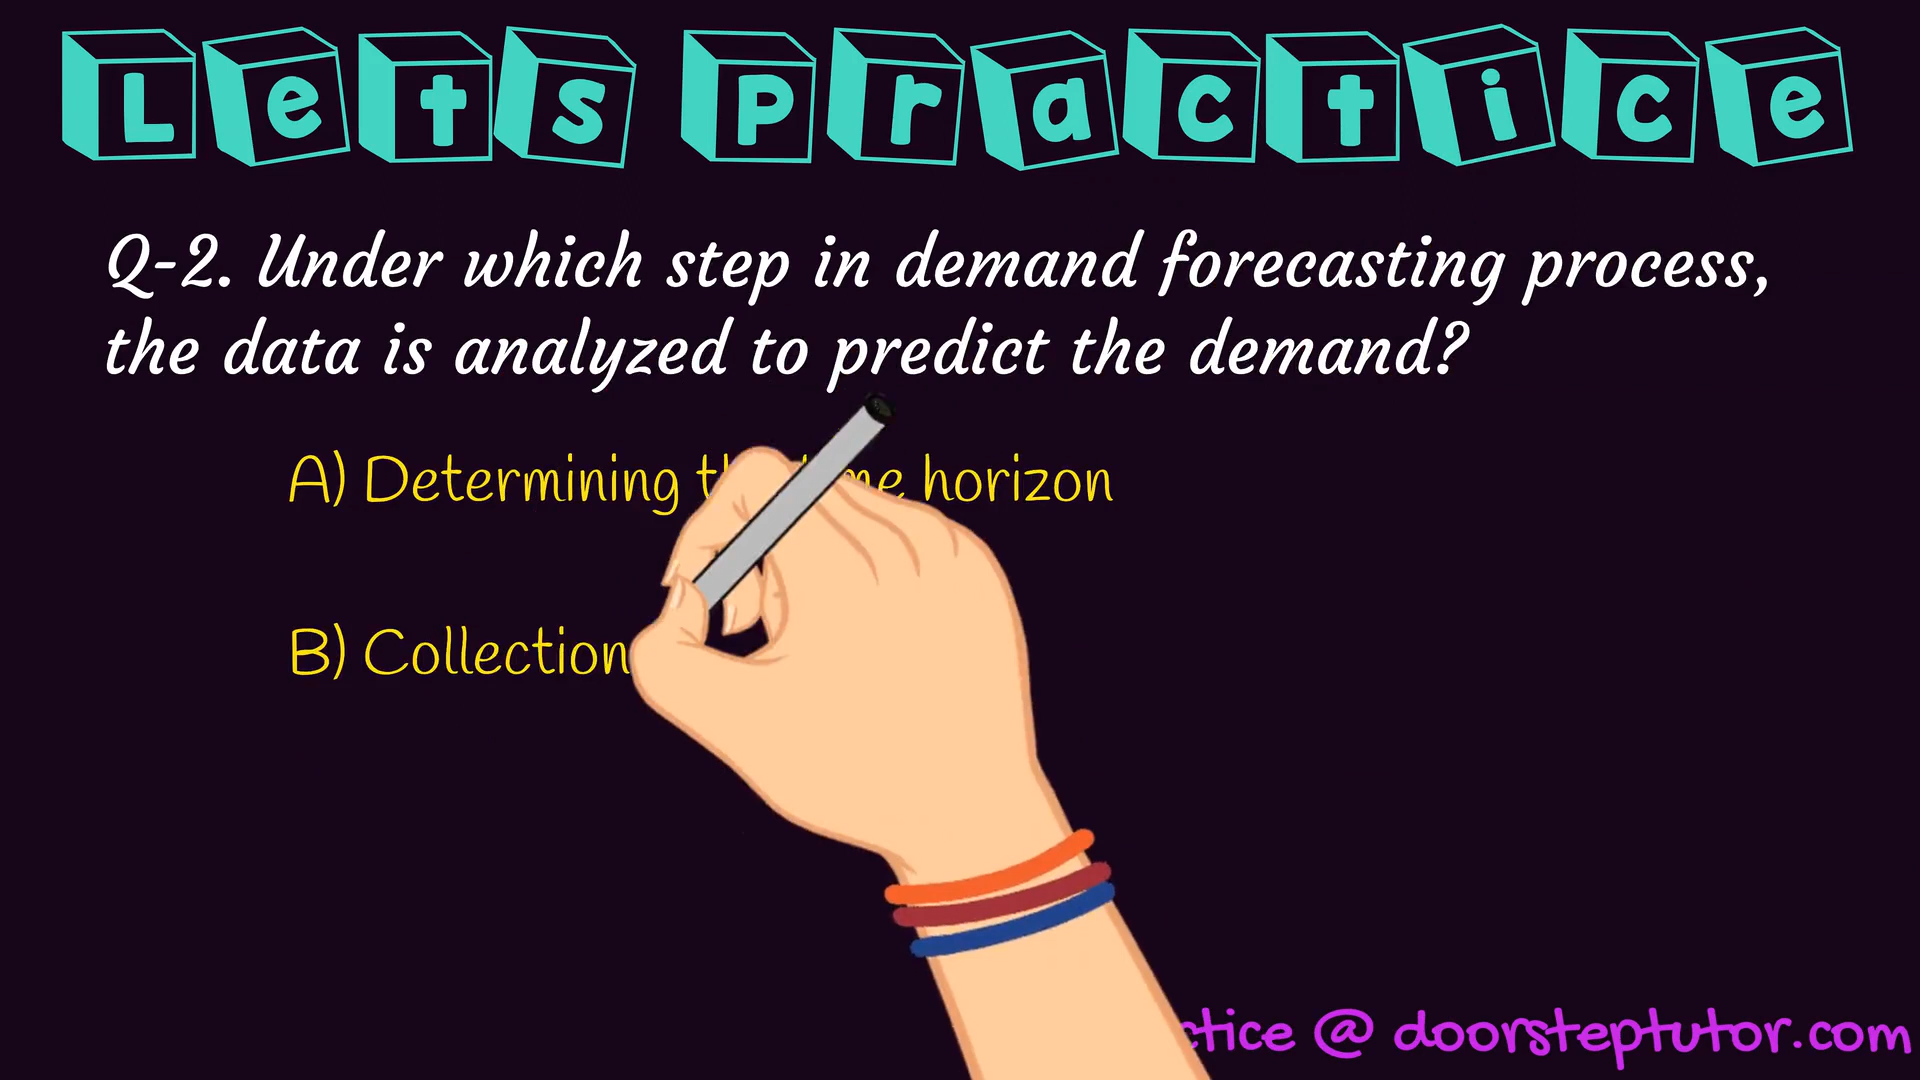 Lets Practice
Q-2. Under which step in demand forecasting process,
the data is analyzed to predict the demand?
A) Determining horizon
B) Collection
@ doorsteptutor.com